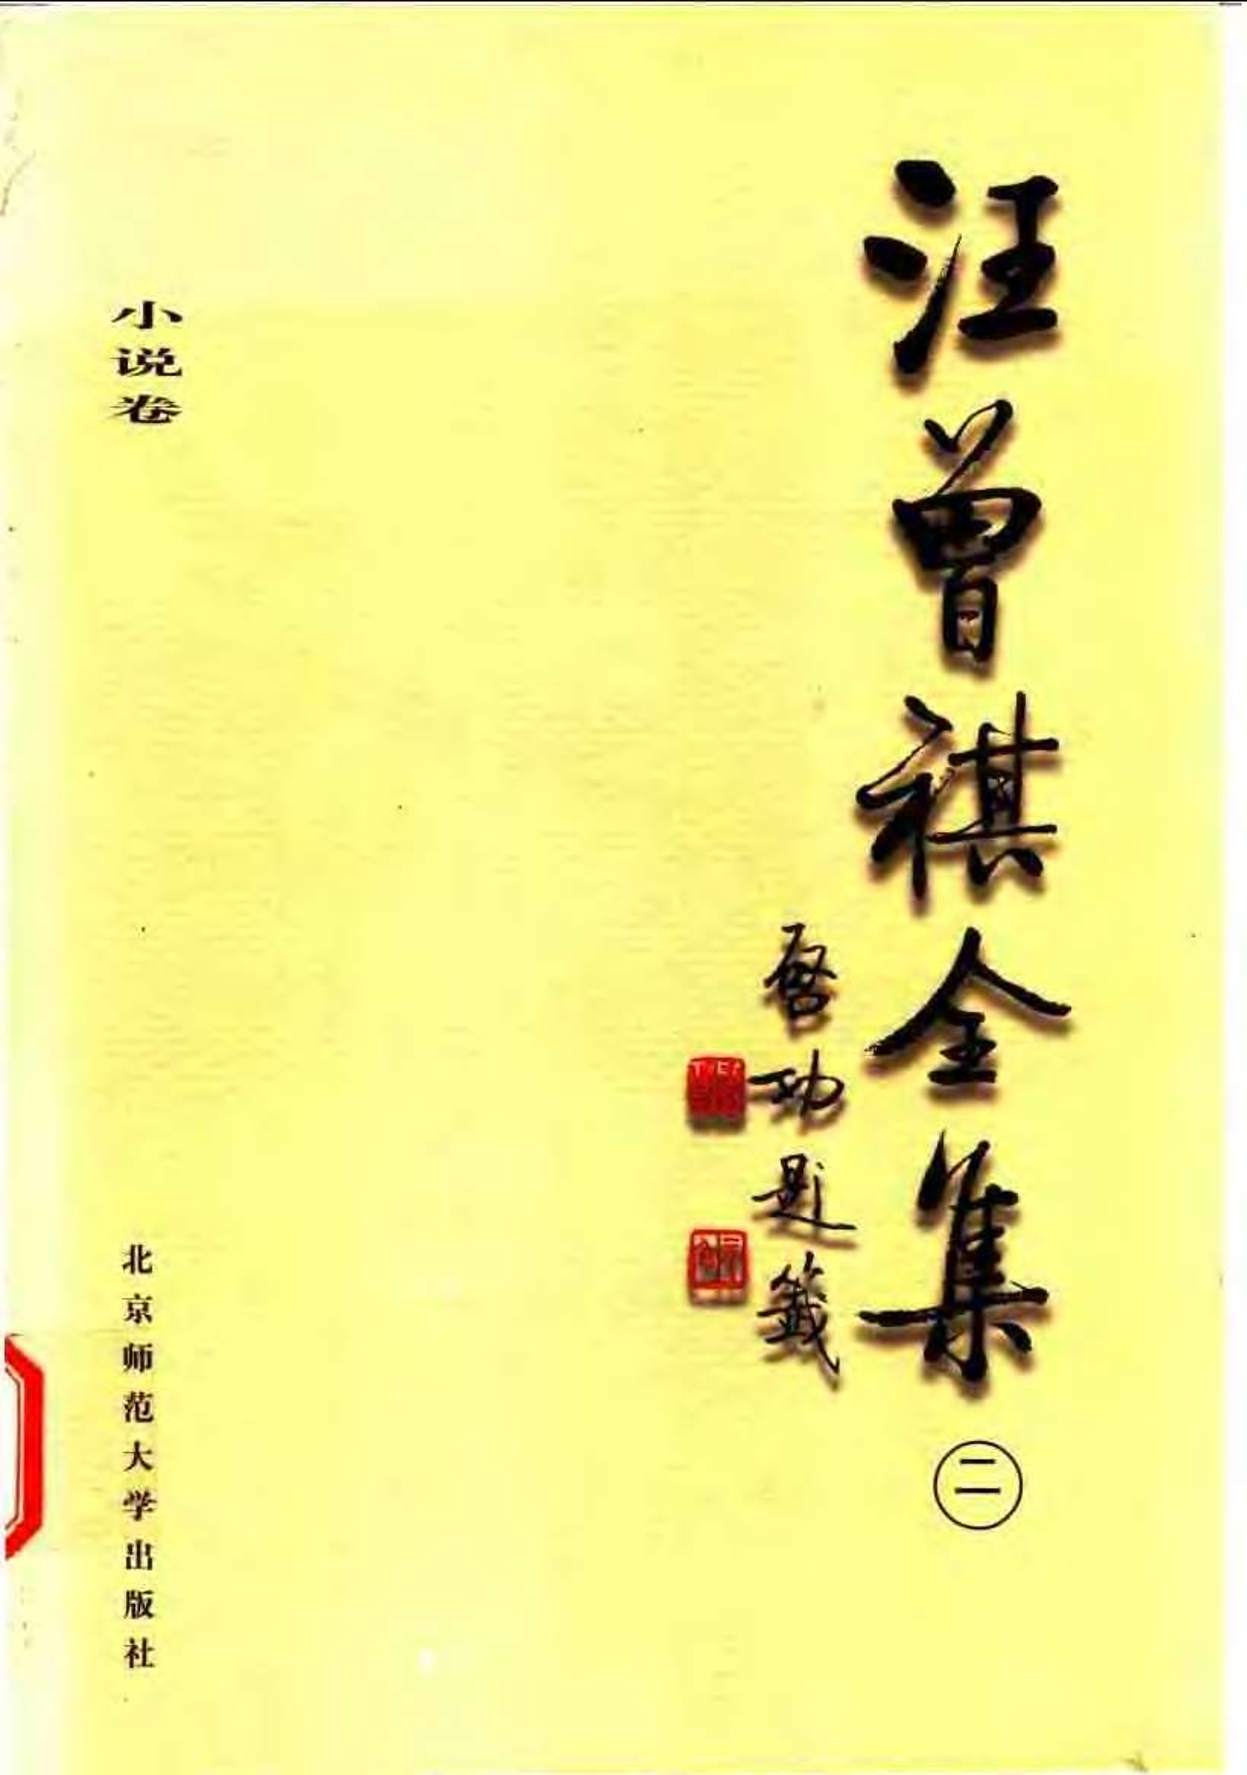 汪曾祺全集
二
启功题签
小说卷
北京师范大学出版社